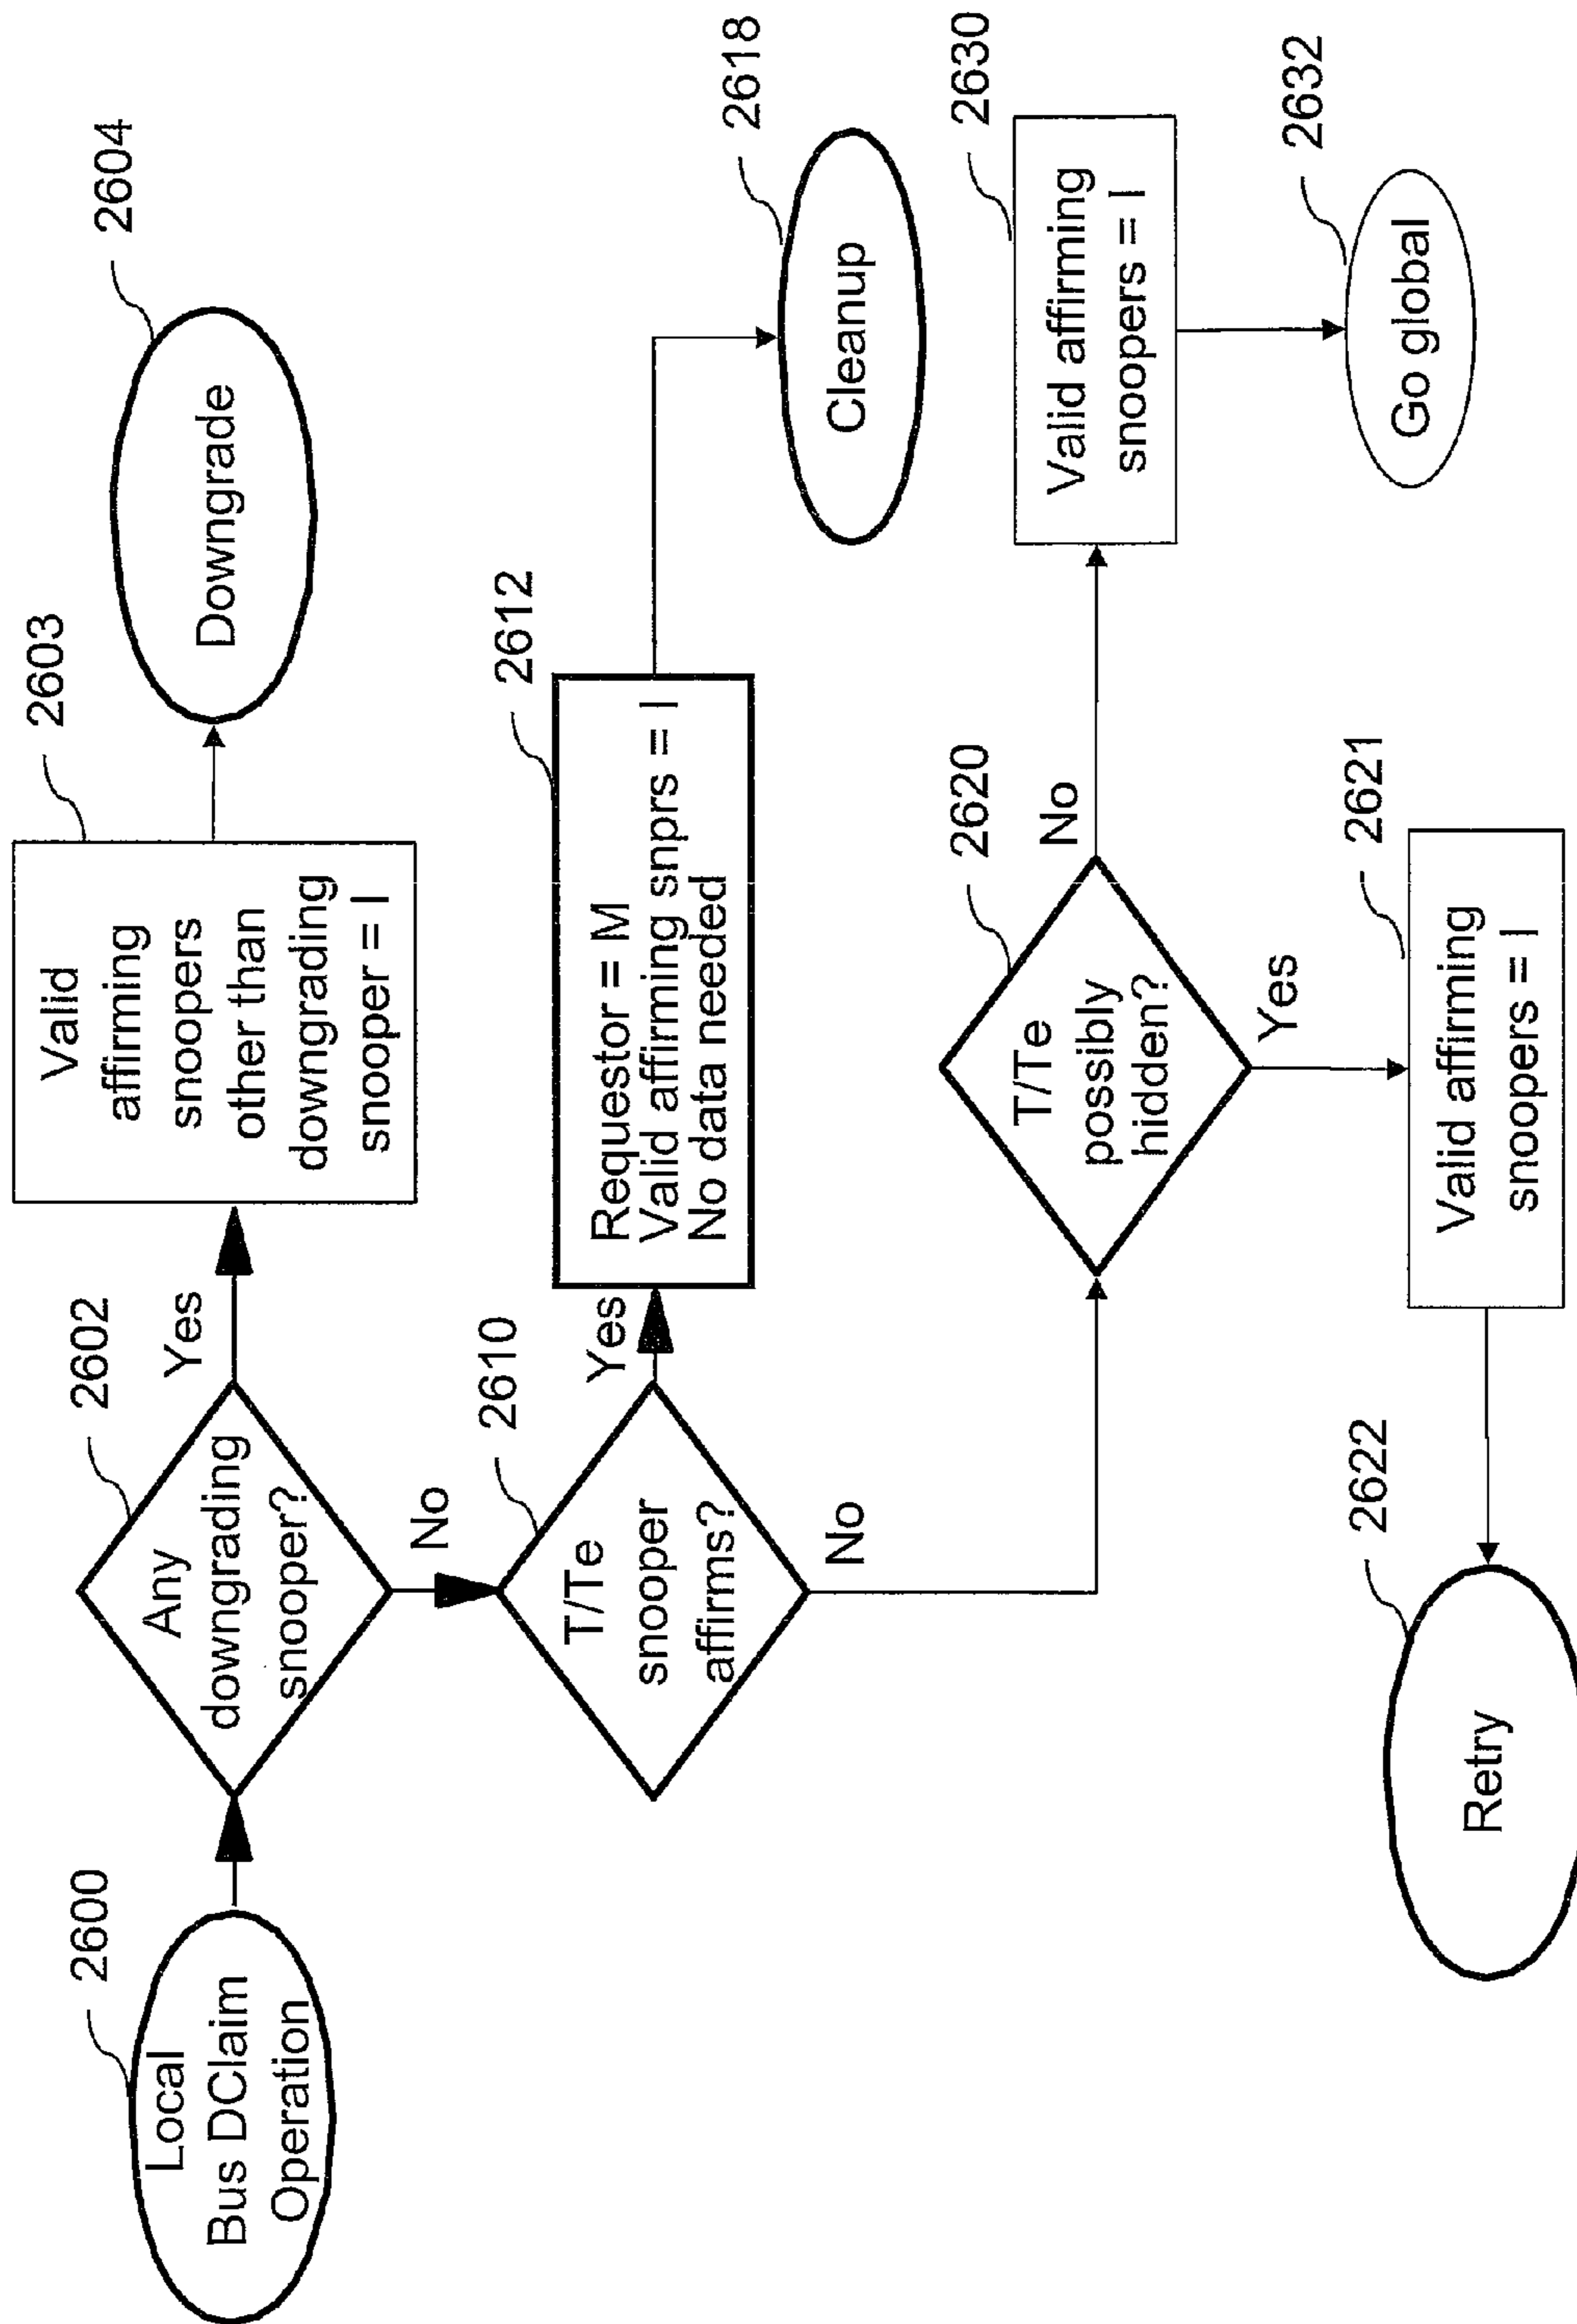 2600
Local
Bus DClaim
Operation
2602
Any
downgrading
snooper?
Yes
No
2603
Valid
affirming
snoopers
other than
downgrading
snooper = I
2604
Downgrade
2610
T/Te
snooper
affirms?
Yes
No
2612
Requestor = M
Valid affirming snprs = I
No data needed
2618
Cleanup
2620
T/Te
possibly
hidden?
No
Yes
2630
Valid affirming
snoopers = I
2632
Go global
2621
Valid affirming
snoopers = I
2622
Retry